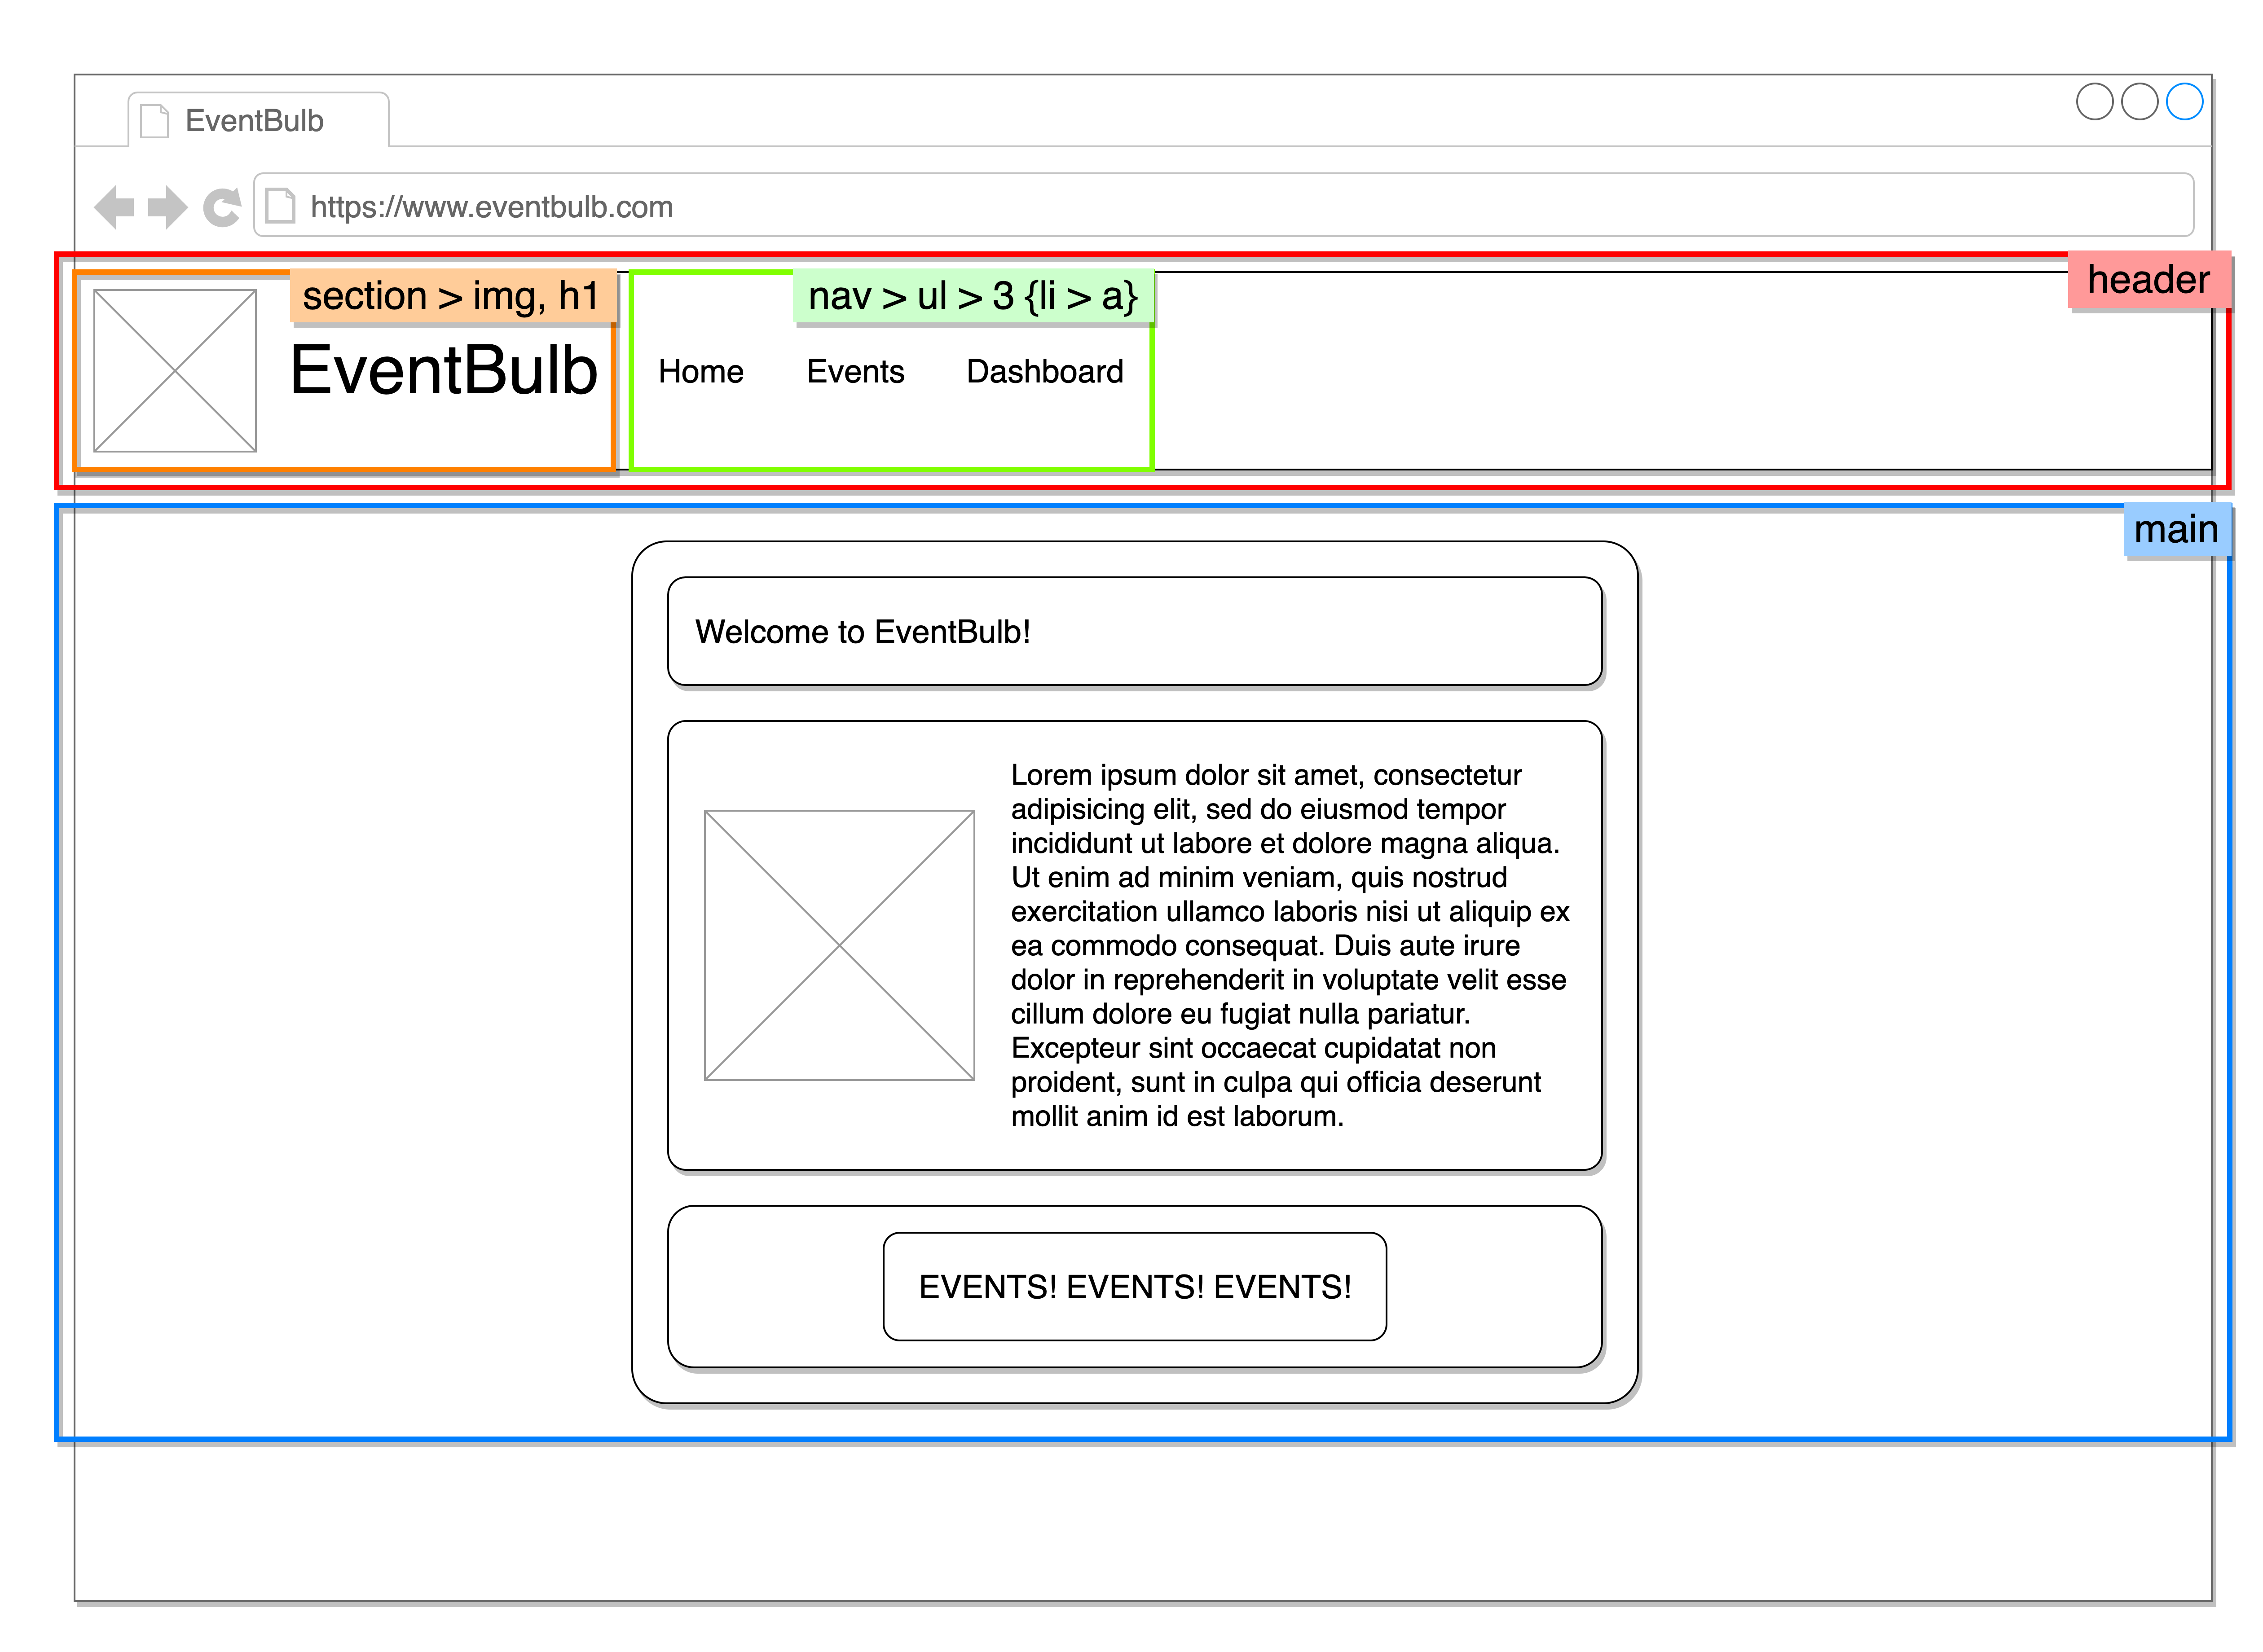 EventBulb
https://www.eventbulb.com
header
section > img, h1
nav > ul > 3 {li > a}
EventBulb
Home Events Dashboard
main
Welcome to EventBulb!
Lorem ipsum dolor sit amet, consectetur
adipisicing elit, sed do eiusmod tempor
incididunt ut labore et dolore magna aliqua.
Ut enim ad minim veniam, quis nostrud
exercitation ullamco laboris nisi ut aliquip ex
ea commodo consequat. Duis aute irure
dolor in reprehenderit in voluptate velit esse
cillum dolore eu fugiat nulla pariatur.
Excepteur sint occaecat cupidatat non
proident, sunt in culpa qui officia deserunt
mollit anim id est laborum.
EVENTS! EVENTS! EVENTS!